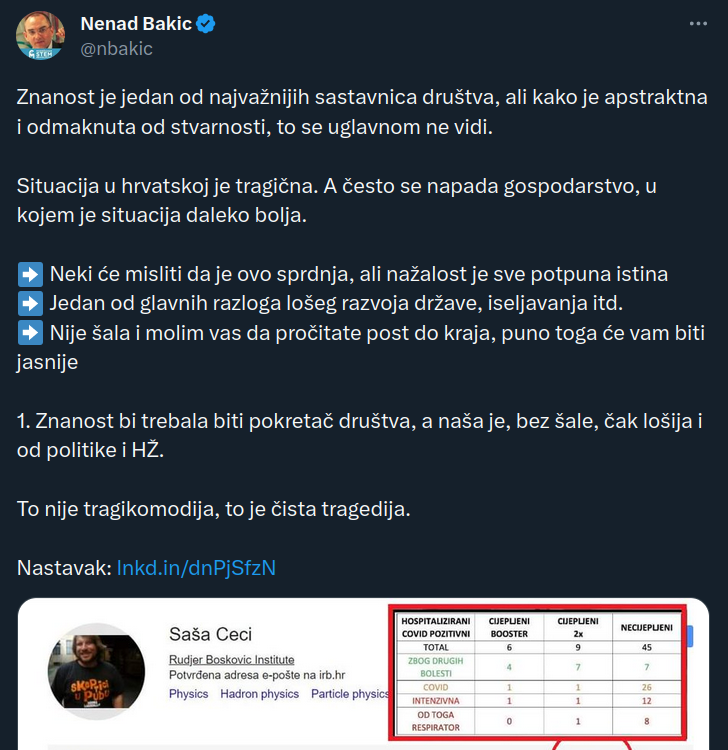 Nenad Bakic
@nbakic
Znanost je jedan od najvažnijih sastavnica društva, ali kako je apstraktna
i odmaknuta od stvarnosti, to se uglavnom ne vidi.
Situacija u hrvatskoj je tragična. A često se napada gospodarstvo, u
kojem je situacija daleko bolja.
➡️ Neki će misliti da je ovo sprdnja, ali nažalost je sve potpuna istina
➡️ Jedan od glavnih razloga lošeg razvoja države, iseljavanja itd.
➡️ Nije šala i molim vas da pročitate post do kraja, puno toga će vam biti
jasnije
1. Znanost bi trebala biti pokretač društva, a naša je, bez šale, čak lošija i
od politike i HŽ.
To nije tragikomodija, to je čista tragedija.
Nastavak: lnkd.in/dnPjSfzN
Saša Ceci
Rudjer Boskovic Institute
Potvrđena adresa e-pošte na irb.hr
Physics Hadron physics Particle physics
HOSPITALIZIRANI COVID POZITIVNI CIJEPLJENI BOOSTER CIJEPLJENI 2x NECIJEPLJENI
TOTAL 6 9 45
ZBOG DRUGIH BOLESTI 4 7 7
COVID 1 1 26
INTENZIVNA 1 1 12
OD TOGA RESPIRATOR 0 1 8